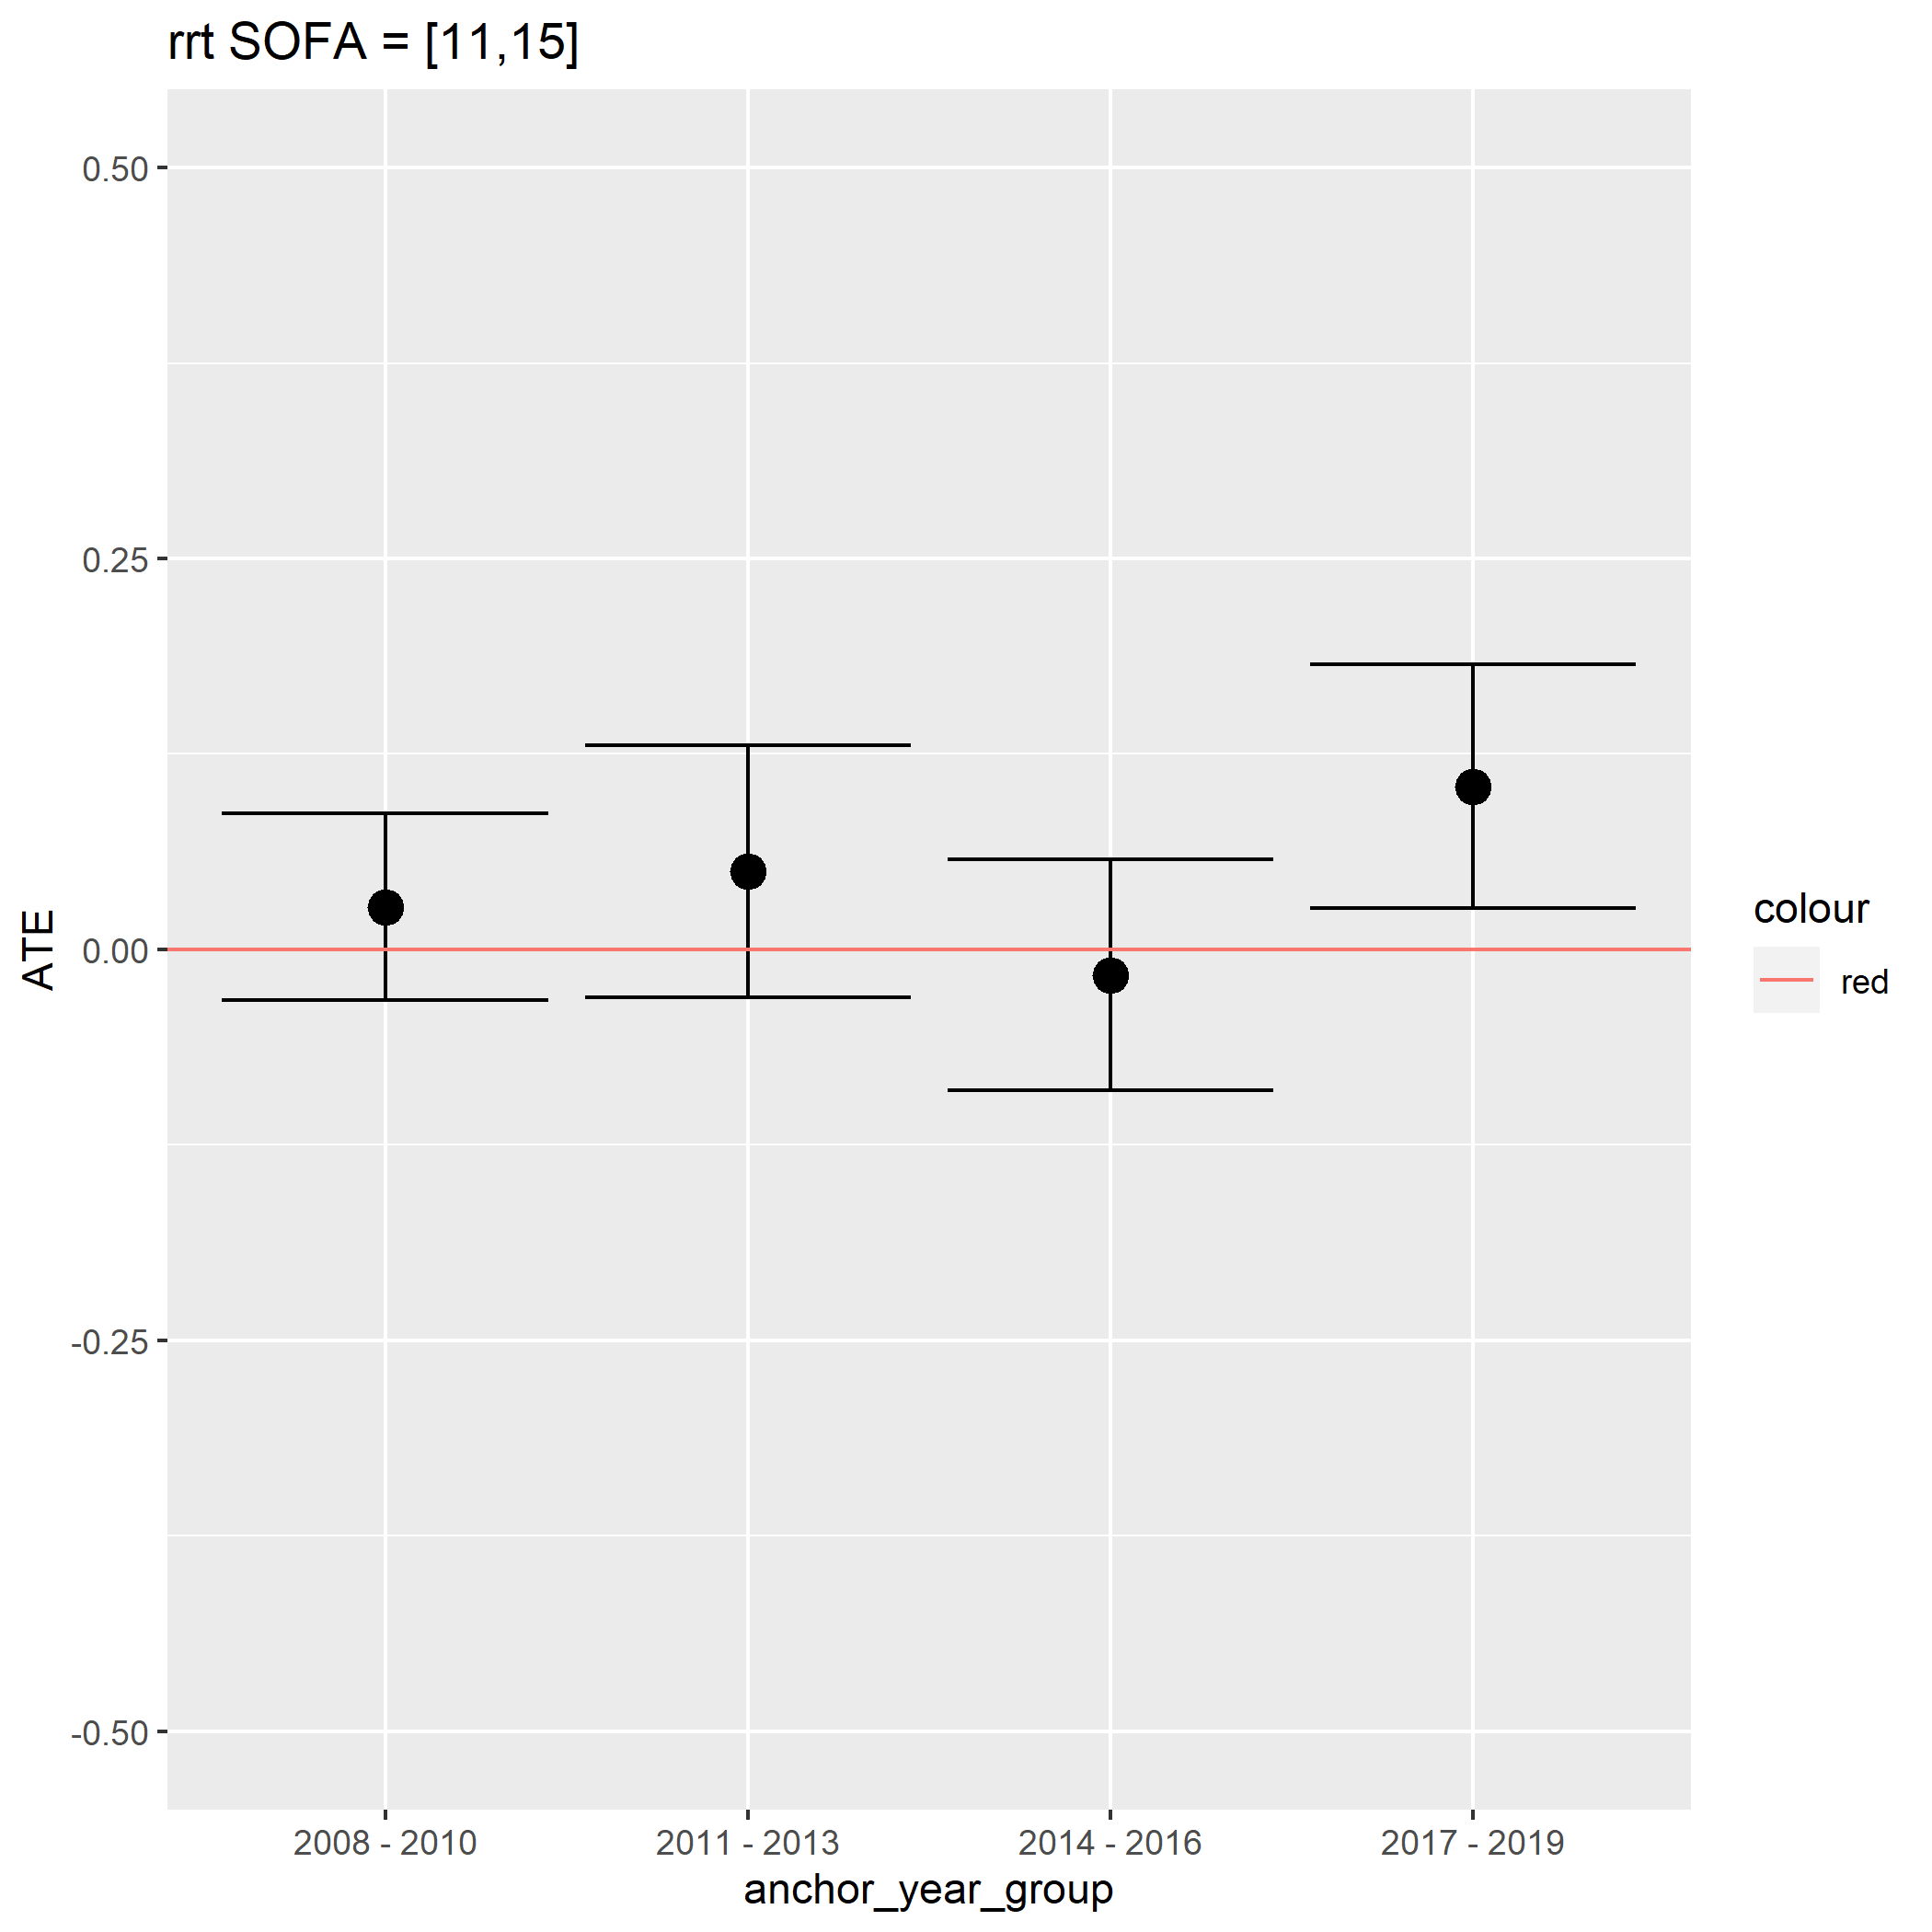 rrt SOFA = [11,15]
0.50
0.25
0.00
-0.25
-0.50
ATE
2008 - 2010
2011 - 2013
2014 - 2016
2017 - 2019
anchor_year_group
colour
red